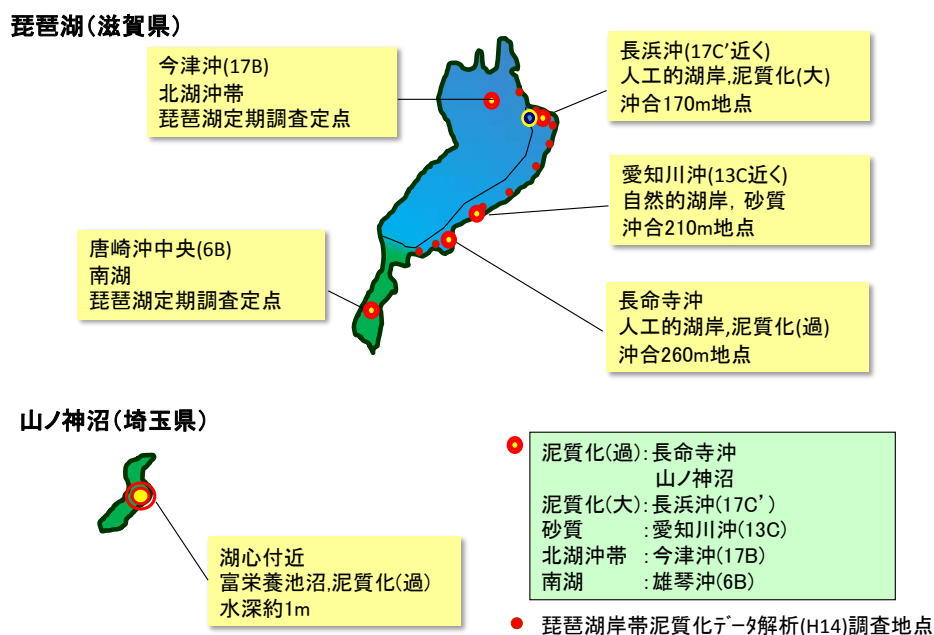 琵琶湖(滋賀県)
今津沖(17B)
北湖沖帯
琵琶湖定期調査定点
長浜沖(17C′近く)
人工的湖岸,泥質化(大)
沖合170m地点
愛知川沖(13C近く)
自然的湖岸, 砂質
沖合210m地点
唐崎沖中央(6B)
南湖
琵琶湖定期調査定点
長命寺沖
人工的湖岸,泥質化(過)
沖合260m地点
山ノ神沼(埼玉県)
湖心付近
富栄養池沼,泥質化(過)
水深約1m
泥質化(過):長命寺沖
山ノ神沼
泥質化(大):長浜沖(17C’)
砂質 :愛知川沖(13C)
北湖沖帯 :今津沖(17B)
南湖 :雄琴沖(6B)
琵琶湖岸帯泥質化ﾃﾞｰﾀ解析(H14)調査地点